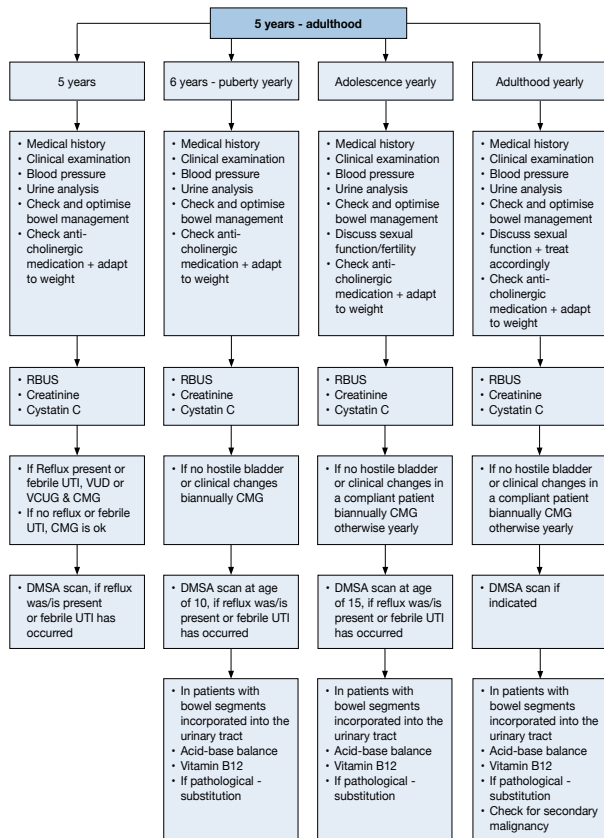 5 years - adulthood
5 years
6 years - puberty yearly
Adolescence yearly
Adulthood yearly
• Medical history
• Clinical examination
• Blood pressure
• Urine analysis
• Check and optimise
bowel management
• Check anti-
cholinergic
medication + adapt
to weight
• Medical history
• Clinical examination
• Blood pressure
• Urine analysis
• Check and optimise
bowel management
• Check anti-
cholinergic
medication + adapt
to weight
• Medical history
• Clinical examination
• Blood pressure
• Urine analysis
• Check and optimise
bowel management
• Discuss sexual
function/fertility
• Check anti-
cholinergic
medication + adapt
to weight
• Medical history
• Clinical examination
• Blood pressure
• Urine analysis
• Check and optimise
bowel management
• Discuss sexual
function + treat
accordingly
• Check anti-
cholinergic
medication + adapt
to weight
• RBUS
• Creatinine
• Cystatin C
• RBUS
• Creatinine
• Cystatin C
• RBUS
• Creatinine
• Cystatin C
• RBUS
• Creatinine
• Cystatin C
• If Reflux present or
febrile UTI, VUD or
VCUG & CMG
• If no reflux or febrile
UTI, CMG is ok
• If no hostile bladder
or clinical changes
biannually CMG
• If no hostile bladder
or clinical changes in
a compliant patient
biannually CMG
otherwise yearly
• If no hostile bladder
or clinical changes in
a compliant patient
biannually CMG
otherwise yearly
• DMSA scan, if reflux
was/is present
or febrile UTI has
occurred
• DMSA scan at age
of 10, if reflux was/is
present or febrile UTI
has occurred
• DMSA scan at age
of 15, if reflux was/is
present or febrile UTI
has occurred
• DMSA scan if
indicated
• In patients with
bowel segments
incorporated into the
urinary tract
• Acid-base balance
• Vitamin B12
• If pathological -
substitution
• In patients with
bowel segments
incorporated into the
urinary tract
• Acid-base balance
• Vitamin B12
• If pathological -
substitution
• In patients with
bowel segments
incorporated into the
urinary tract
• Acid-base balance
• Vitamin B12
• If pathological -
substitution
• Check for secondary
malignancy